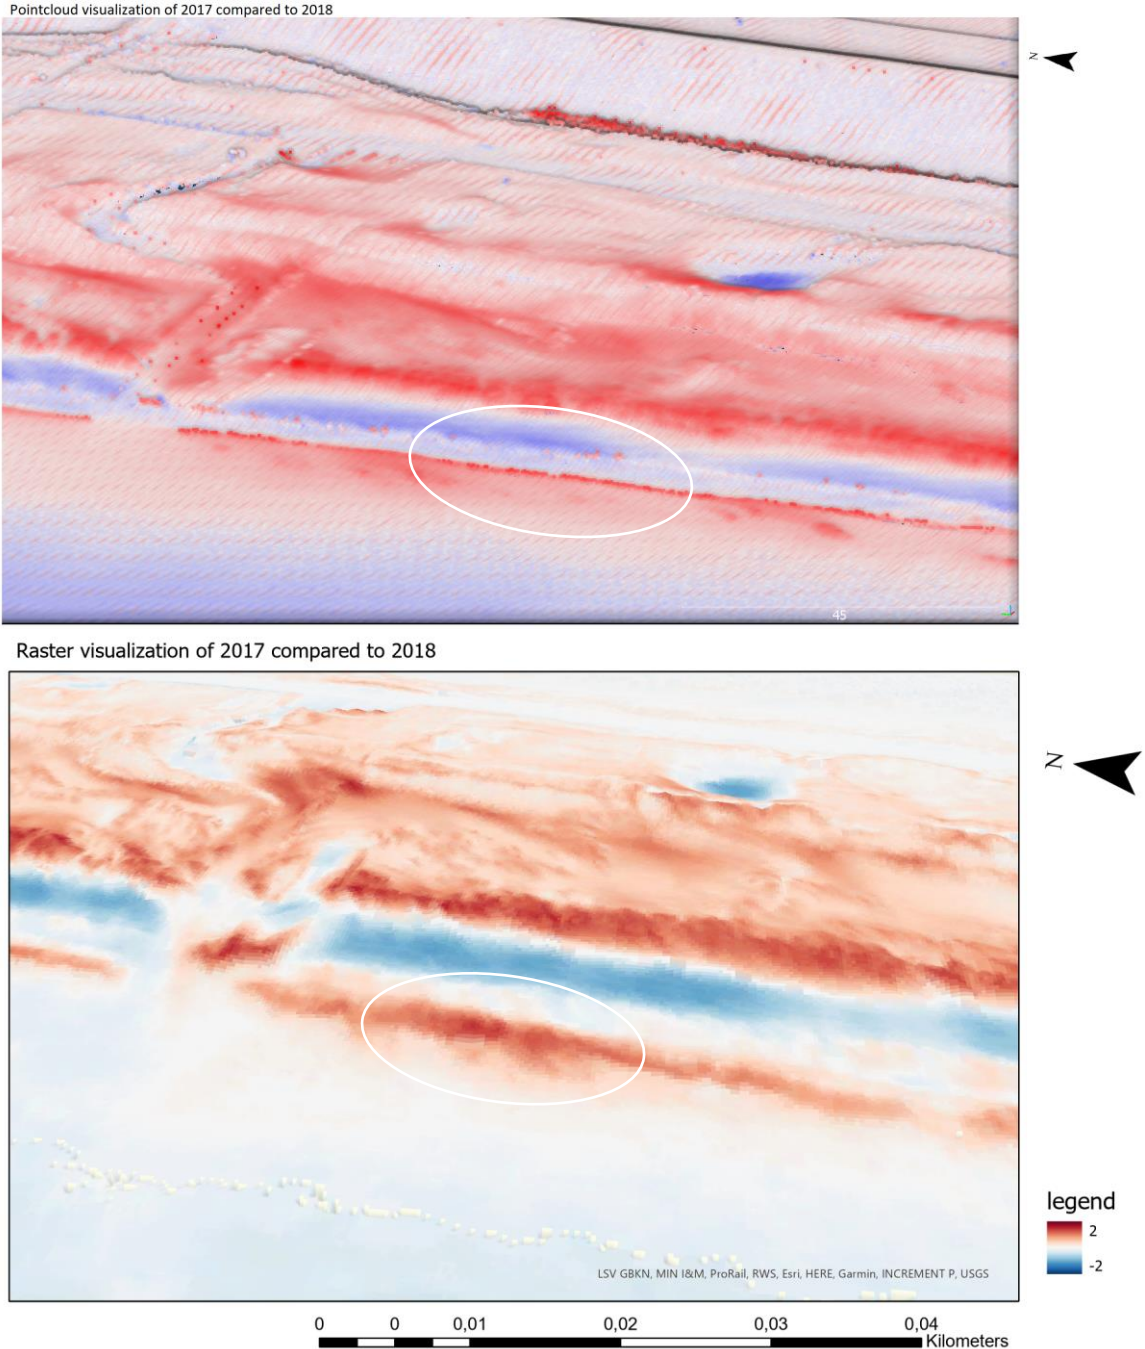 Pointcloud visualization of 2017 compared to 2018
N
45
Raster visualization of 2017 compared to 2018
N
legend
2
-2
LSV GBKN, MIN I&M, ProRail, RWS, Esri, HERE, Garmin, INCREMENT P, USGS
0 0 0,01 0,02 0,03 0,04
Kilometers